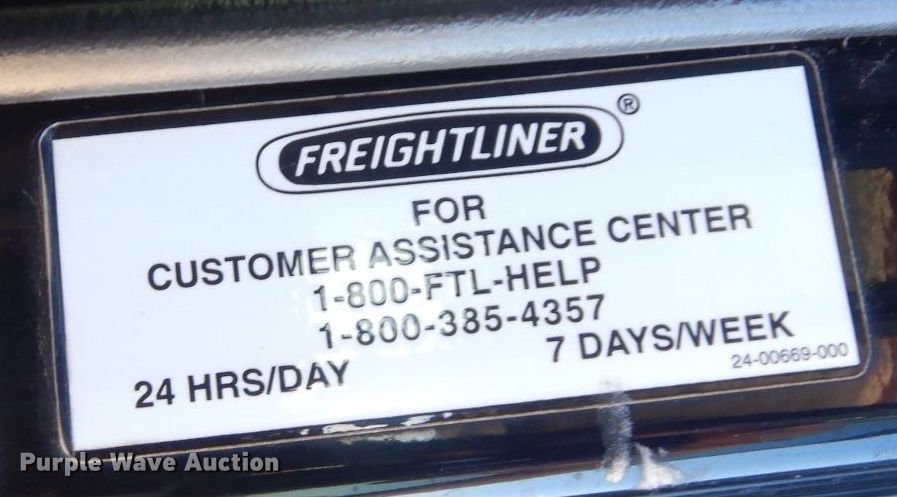 FREIGHTLINER®
FOR
CUSTOMER ASSISTANCE CENTER
1-800-FTL-HELP
1-800-385-4357
24 HRS/DAY 7 DAYS/WEEK
24-00669-000
Purple Wave Auction